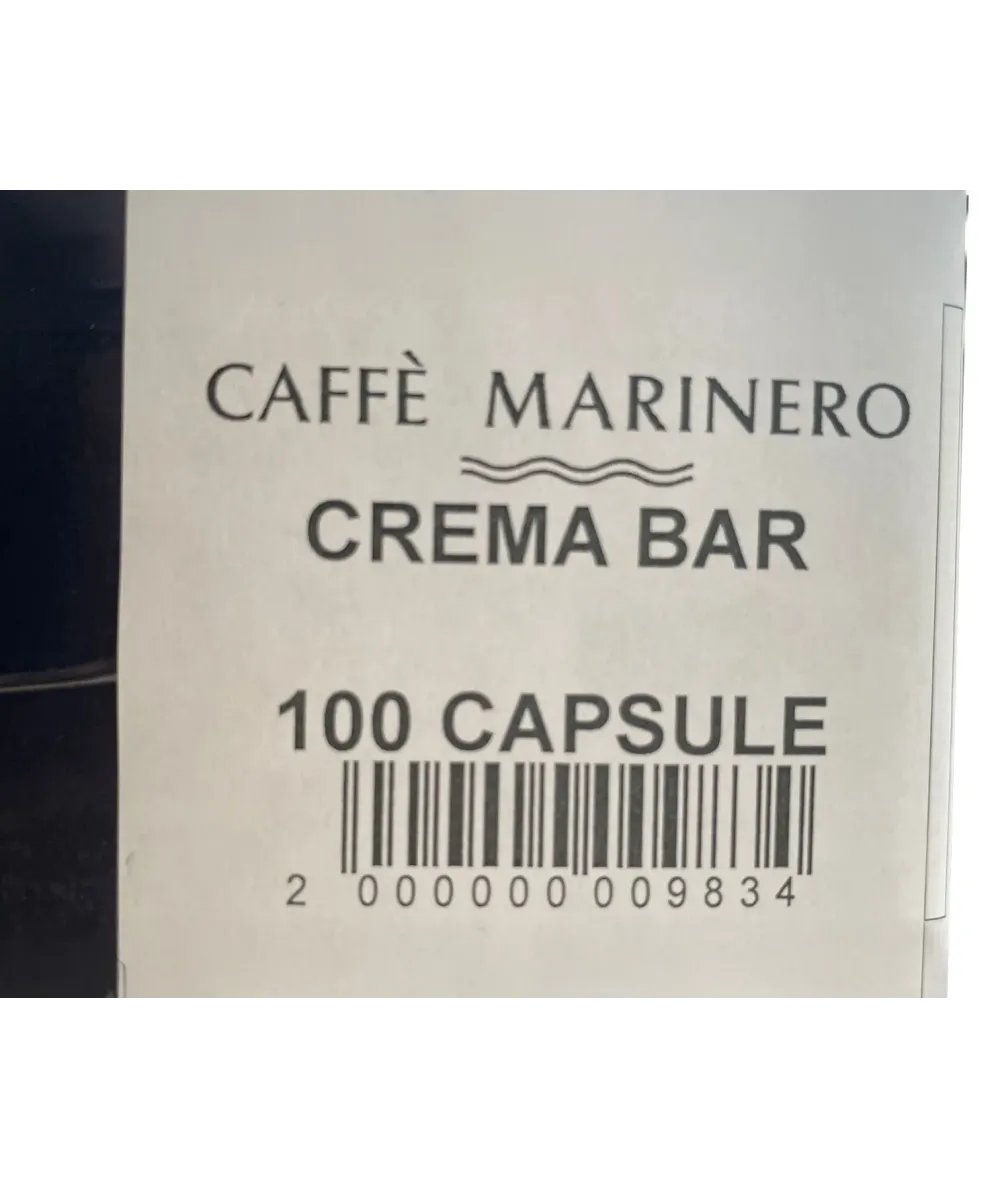 CAFFÈ MARINERO
CREMA BAR
100 CAPSULE
2 000000 009834